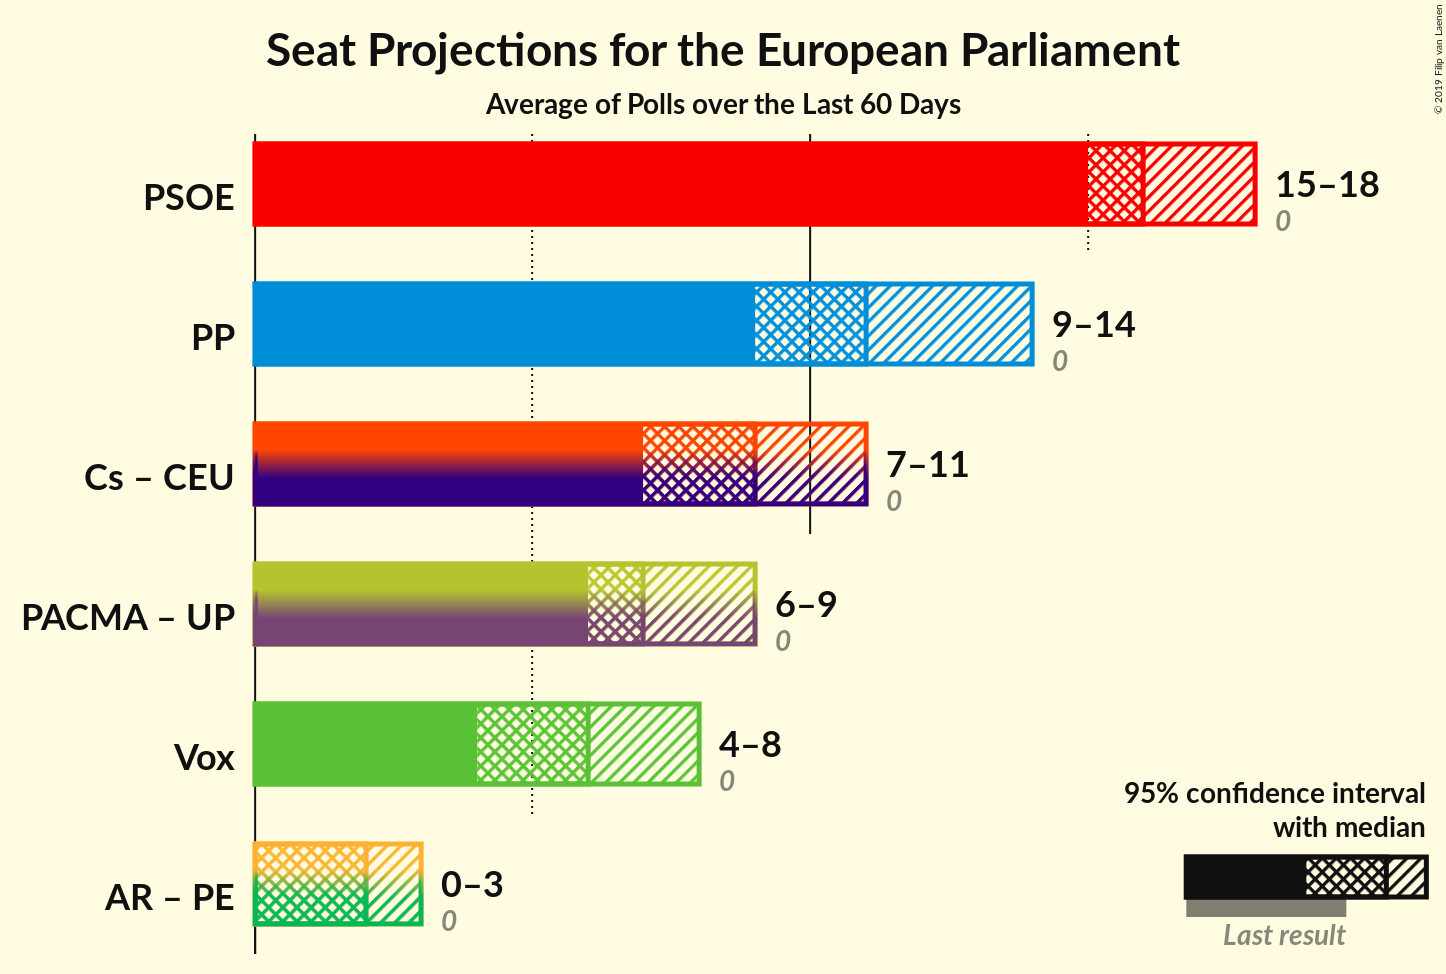 Seat Projections for the European Parliament
Average of Polls over the Last 60 Days
© 2019 Filip van Laenen
PSOE
15–18
0
PP
9–14
0
Cs – CEU
7–11
0
PACMA – UP
6–9
0
Vox
4–8
0
AR – PE
0–3
0
95% confidence interval
with median
Last result